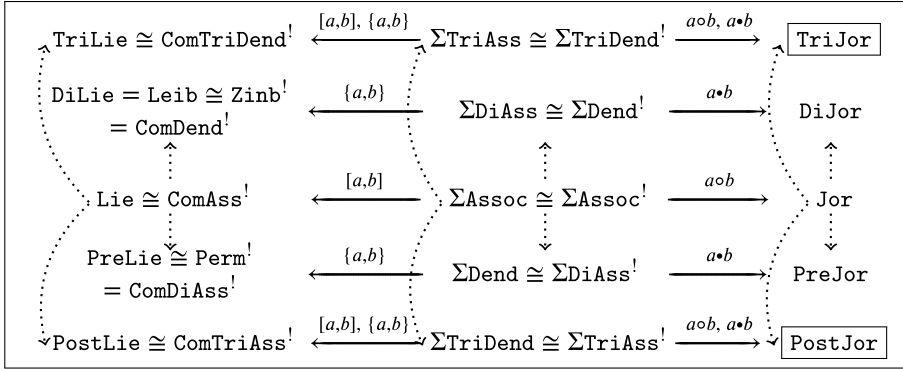 [a,b], {a,b} a∘b, a•b
TriLie ≅ ComTriDend! ΣTriAss ≅ ΣTriDend! TriJor
DiLie = Leib ≅ Zinb! {a,b} a•b
= ComDend! ΣDiAss ≅ ΣDend! DiJor
[a,b] a∘b
Lie ≅ ComAss! ΣAssoc ≅ ΣAssoc! Jor
PreLie ≅ Perm! {a,b} a•b
= ComDiAss! ΣDend ≅ ΣDiAss! PreJor
[a,b], {a,b} a∘b, a•b
PostLie ≅ ComTriAss! ΣTriDend ≅ ΣTriAss! PostJor